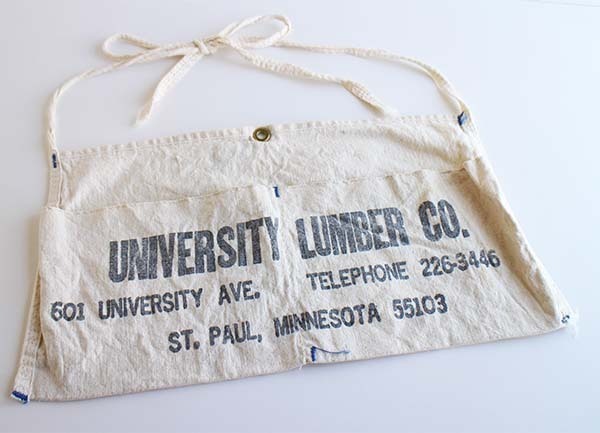 UNIVERSITY LUMBER CO.
601 UNIVERSITY AVE. TELEPHONE 226-3446
ST. PAUL, MINNESOTA 55103